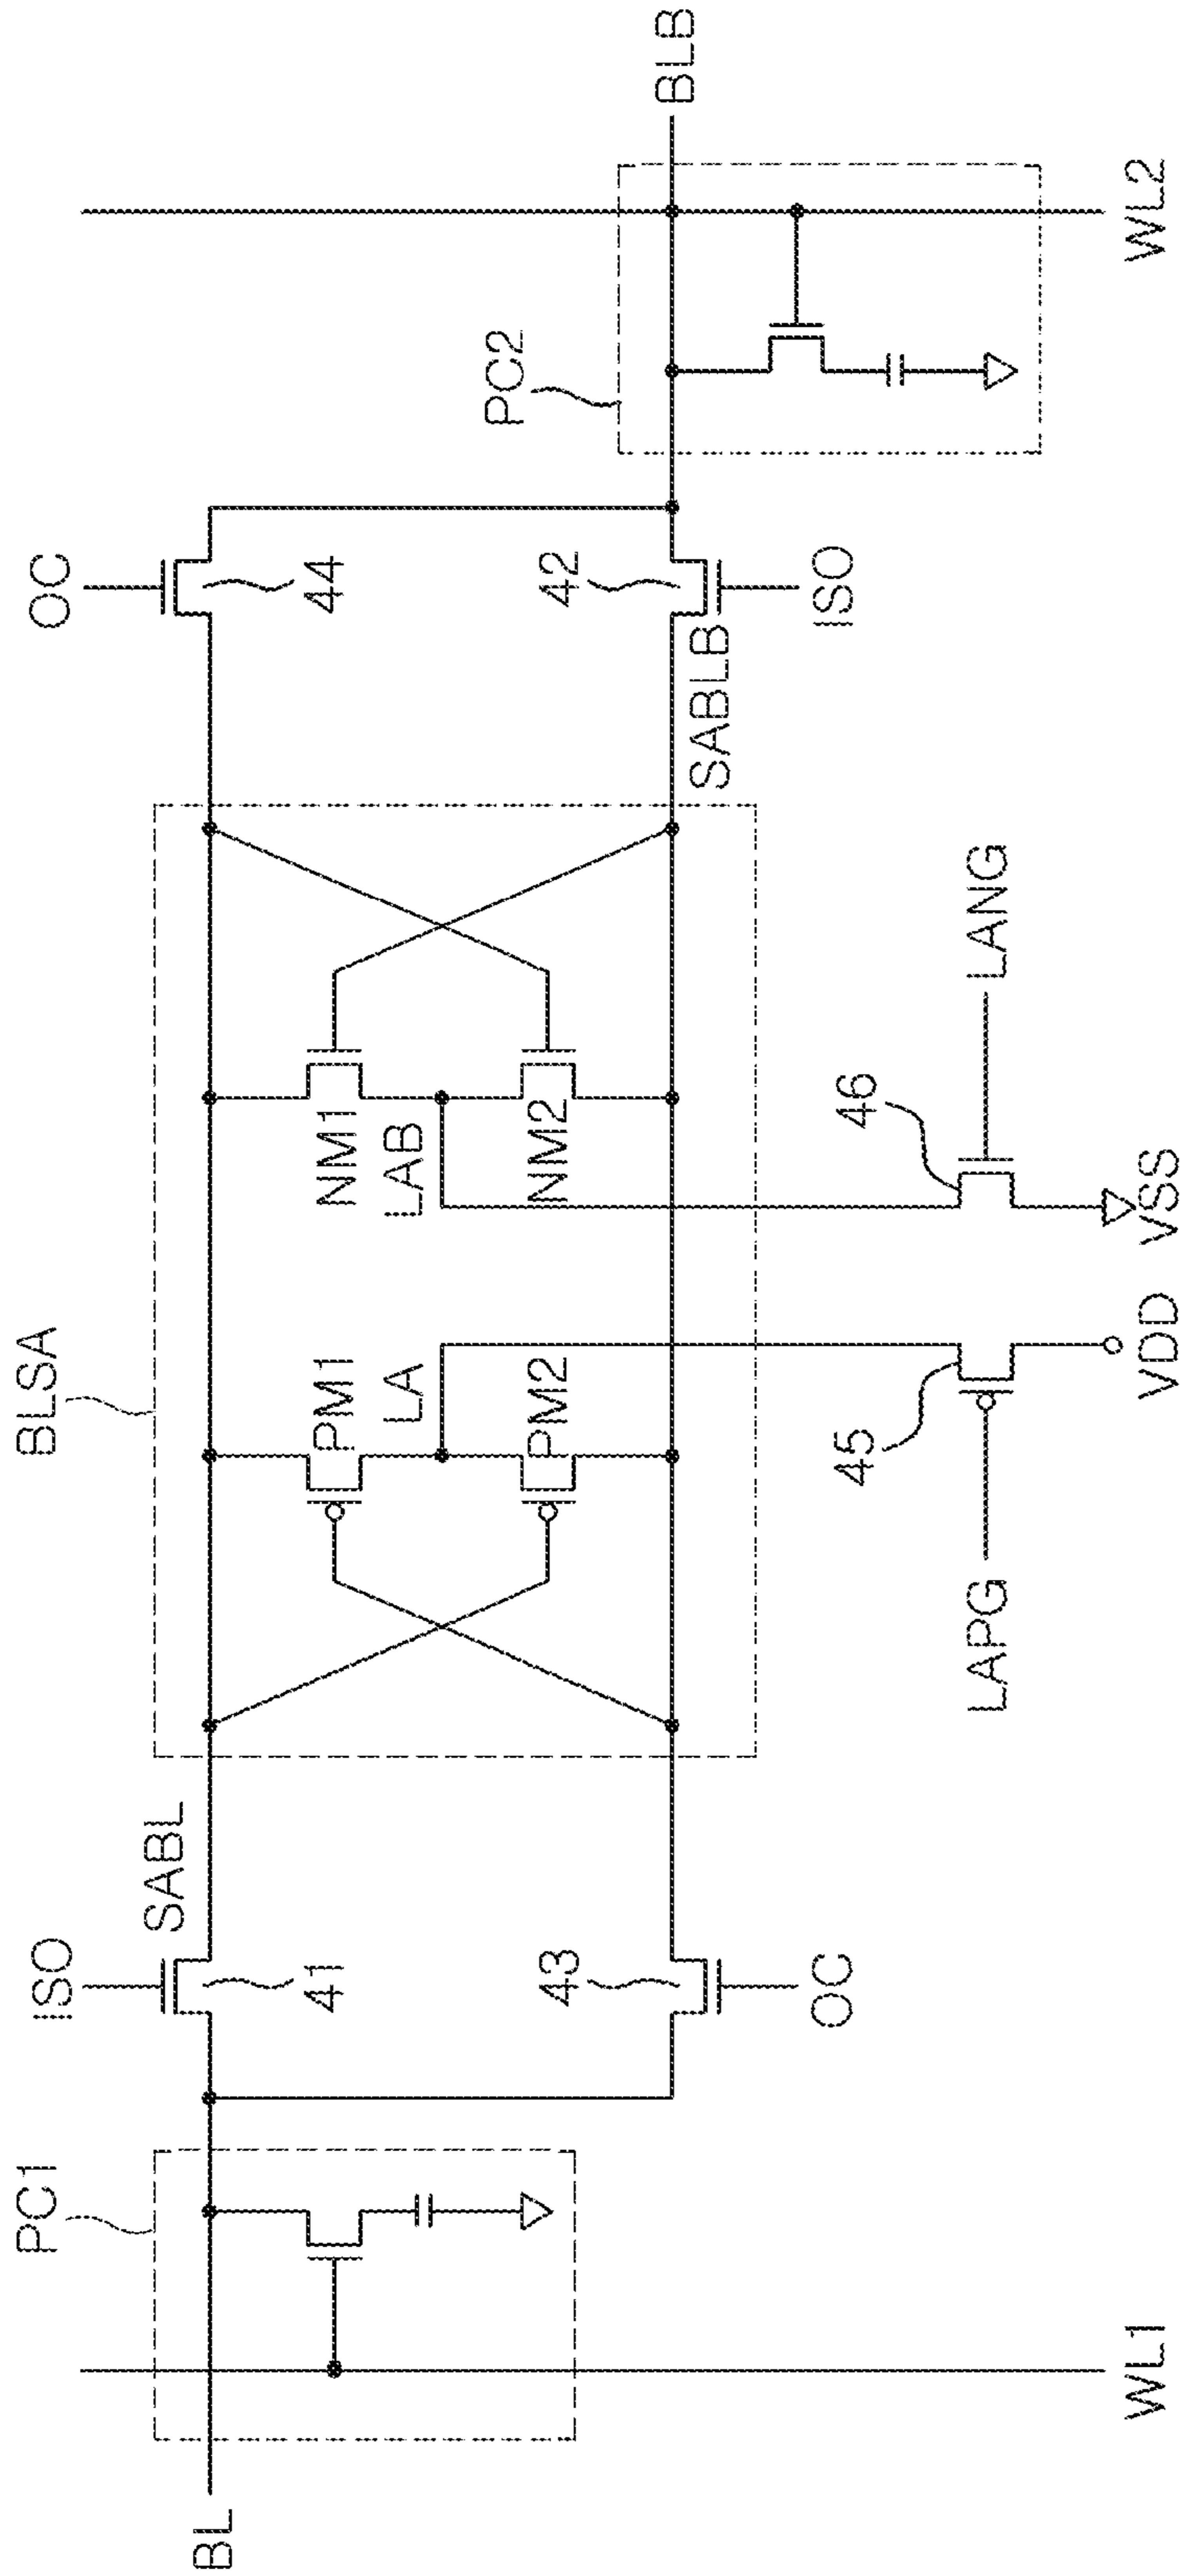 BLSA
PC1
ISO
OC
PC2
SABL
BL
41
44
BLB
PM1
NM1
LA
LAB
PM2
NM2
43
42
SABLB
OC
ISO
45
46
LAPG
LANG
WL1
VDD
VSS
WL2